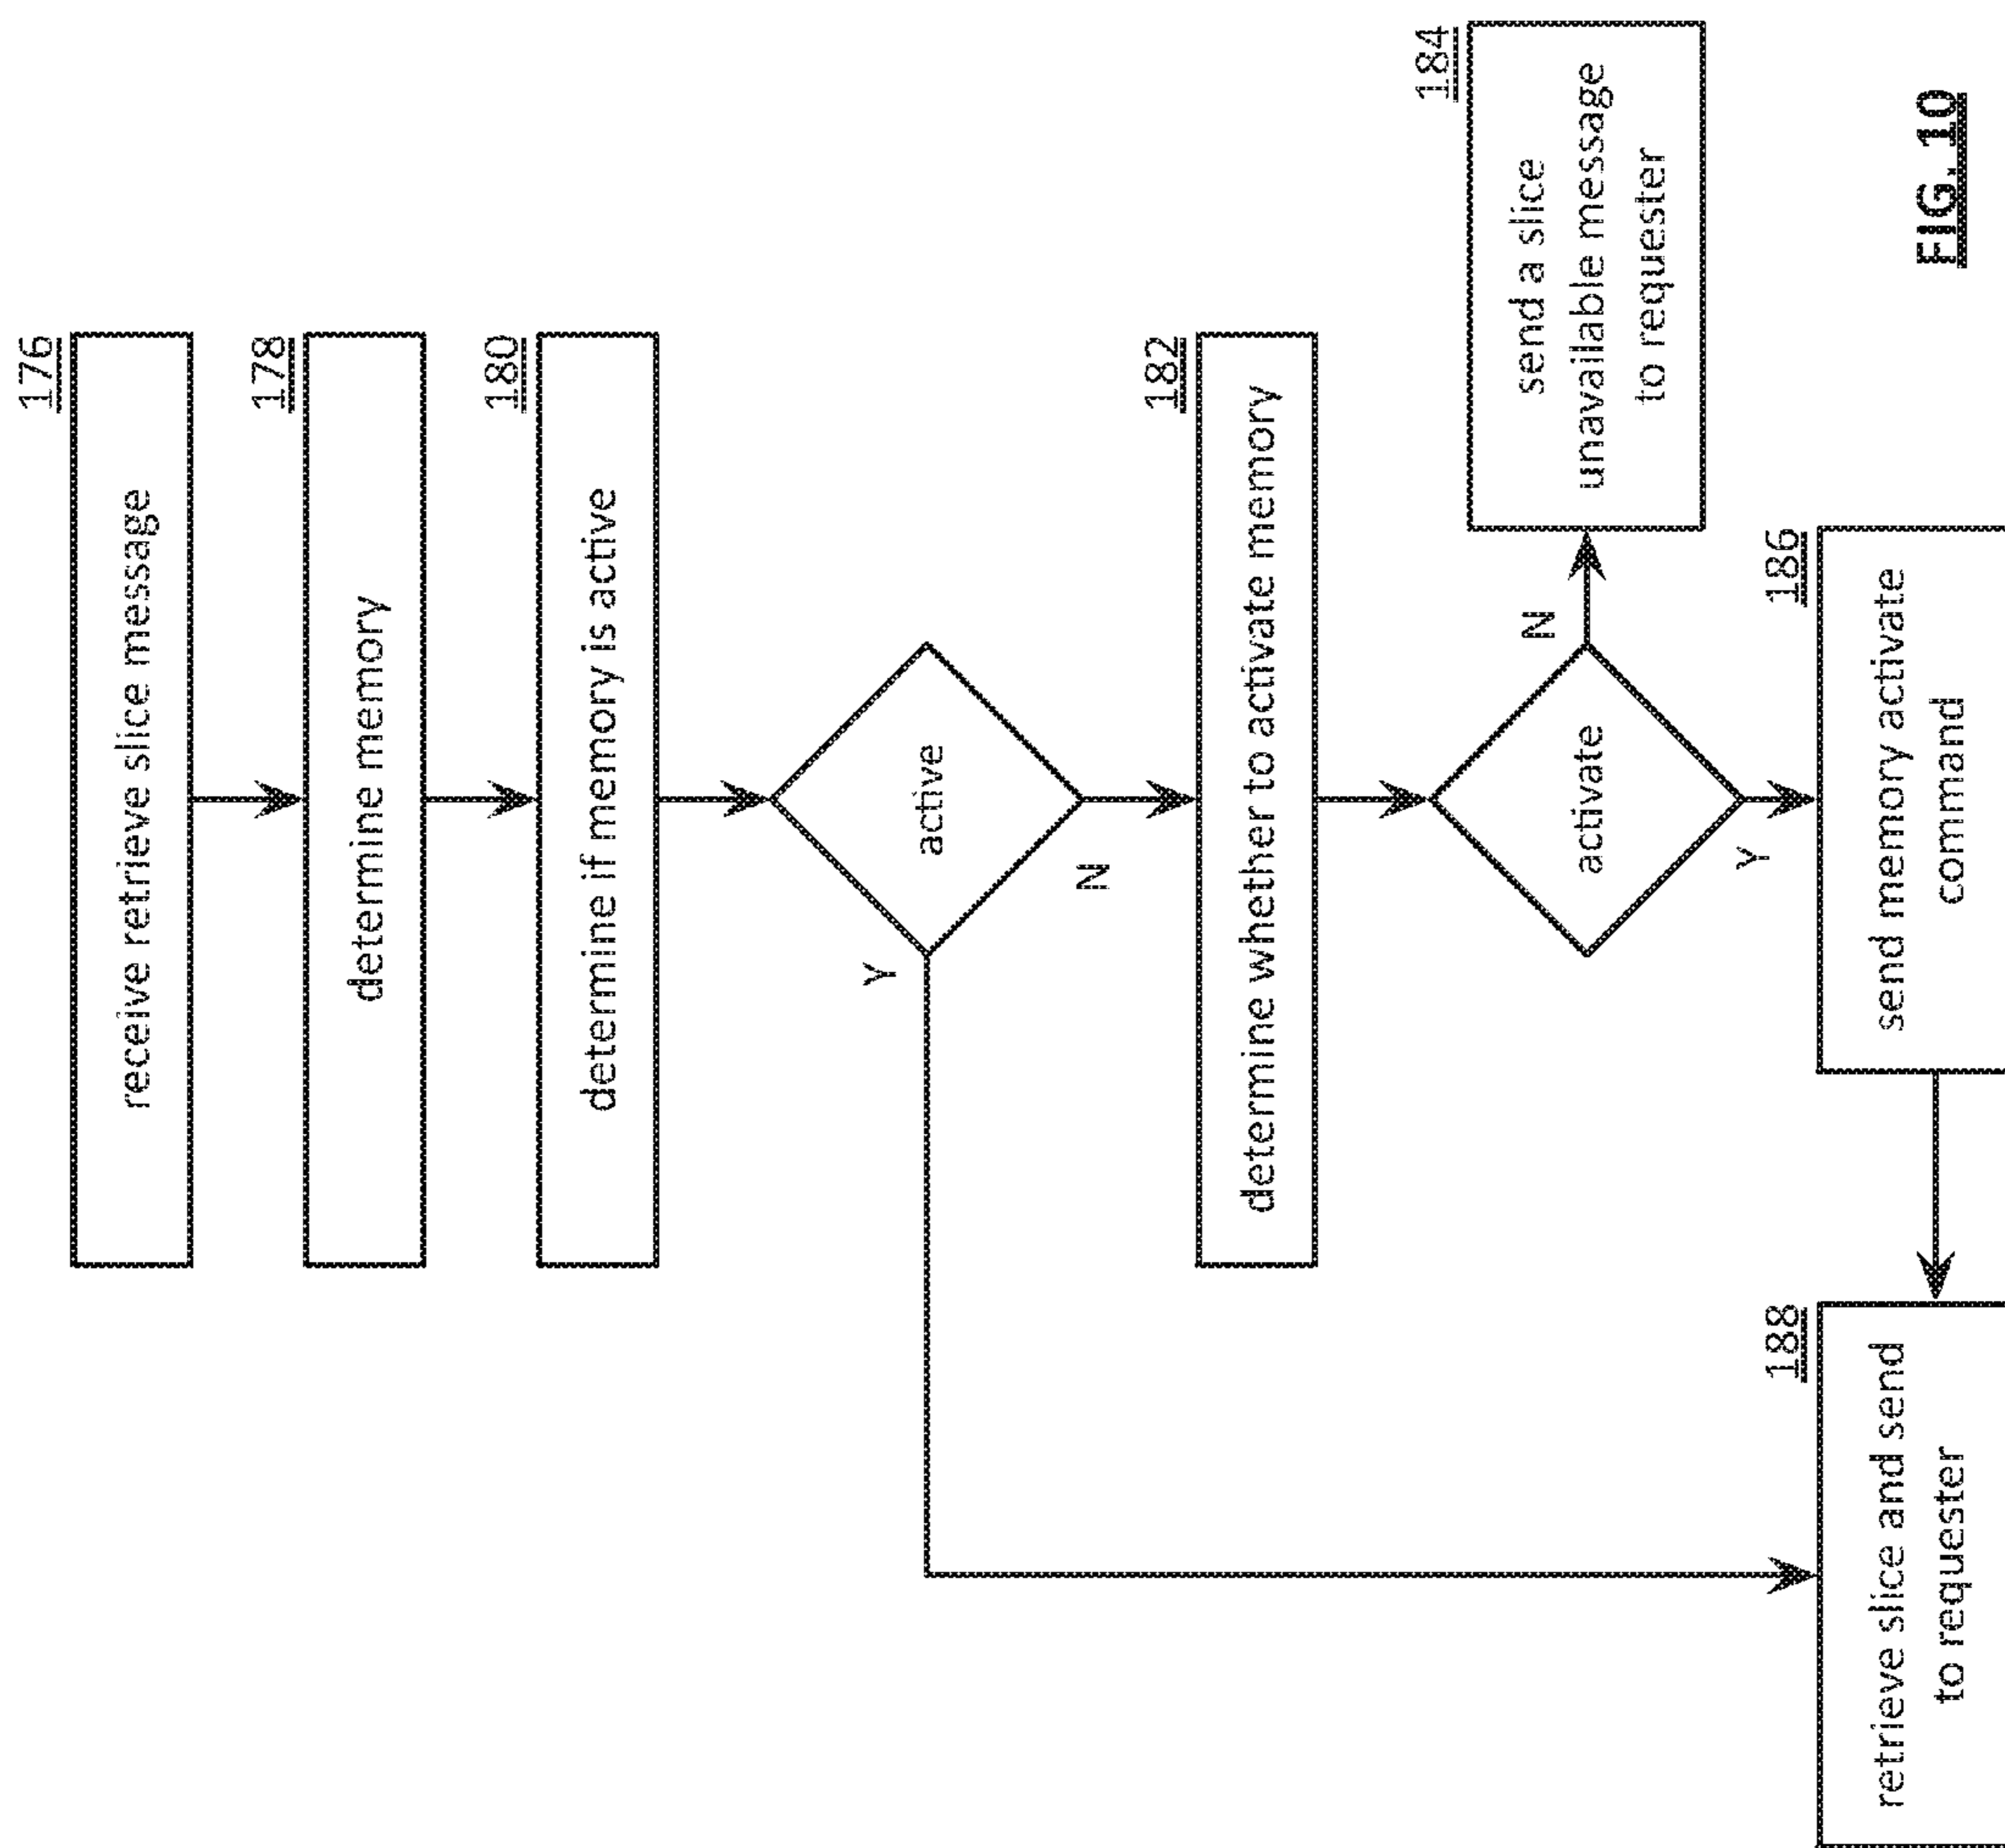 176
receive retrieve slice message
178
determine memory
180
determine if memory is active
active
Y
N
182
determine whether to activate memory
activate
N
Y
184
send a slice
unavailable message
to requester
186
send memory activate
command
188
retrieve slice and send
to requester
FIG. 10